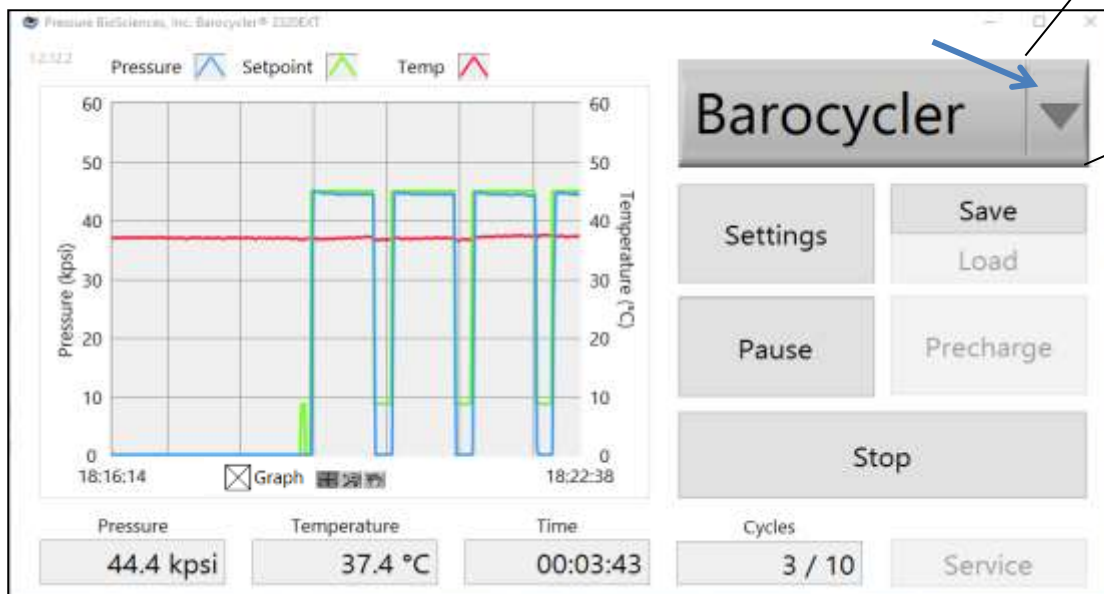 Pressure BioSciences, Inc. Barocycler® 2320EXT
1.2.12.2
Pressure Setpoint Temp
Barocycler
60 60
50 50
40 40
30 30
20 20
10 10
0 0
Pressure (kpsi)
Temperature (°C)
18:16:14 Graph 18:22:38
Settings
Save
Load
Pause
Precharge
Stop
Pressure Temperature Time Cycles
44.4 kpsi 37.4 °C 00:03:43 3 / 10 Service